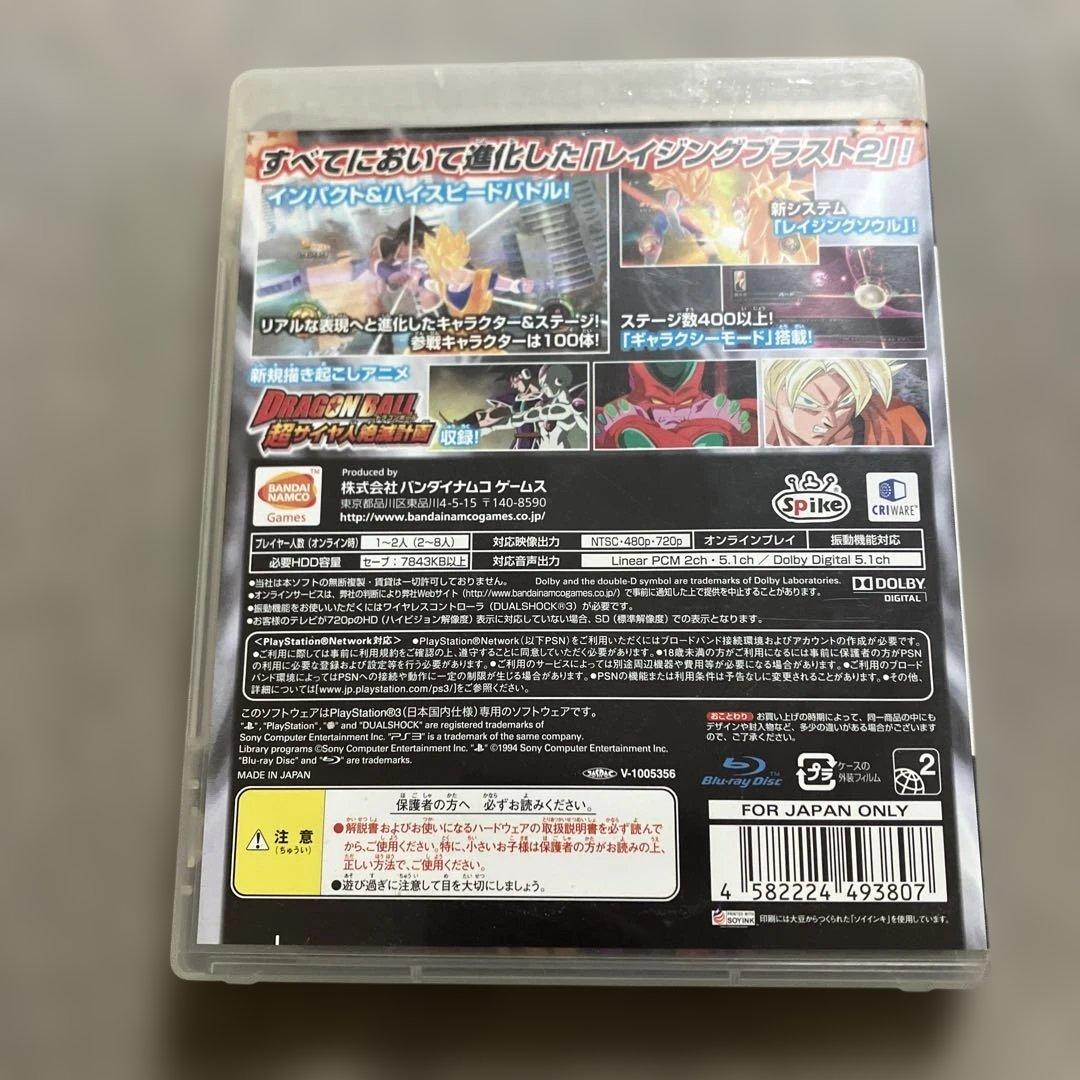 すべてにおいて進化した「レイジングブラスト2」!
インパクト&ハイスピードバトル!
新システム
「レイジングソウル」!
リアルな表現へと進化したキャラクター&ステージ!
参戦キャラクターは100体!
ステージ数400以上!
「ギャラクシーモード」搭載!
新規描き起こしアニメ
DRAGON BALL
超サイヤ人絶滅計画
収録!
BANDAI NAMCO Games
Produced by
株式会社 バンダイナムコ ゲームス
東京都品川区東品川4-5-15 〒140-8590
http://www.bandainamcogames.co.jp/
Spike
CRIWARE™
プレイヤー人数(オンライン時) 1〜2人(2〜8人) 対応映像出力 NTSC・480p・720p オンラインプレイ 振動機能対応
必要HDD容量 セーブ:7843KB以上 対応音声出力 Linear PCM 2ch・5.1ch / Dolby Digital 5.1ch
●当社は本ソフトの無断複製・賃貸は一切許可しておりません。 Dolby and the double-D symbol are trademarks of Dolby Laboratories.
●オンラインサービスは、弊社の判断により弊社Webサイト(http://www.bandainamcogames.co.jp/)で事前に通知した上で提供を中止することがあります。
●振動機能をお使いいただくにはワイヤレスコントローラ(DUALSHOCK®3)が必要です。
●お客様のテレビが720pのHD(ハイビジョン解像度)表示に対応していない場合、SD(標準解像度)での表示となります。
DOLBY DIGITAL
<PlayStation®Network対応> ●PlayStation®Network(以下PSN)をご利用いただくにはブロードバンド接続環境およびアカウントの作成が必要です。
●ご利用に際しては事前に利用規約をご確認の上、遵守することに同意していただく必要があります。●18歳未満の方がご利用になるには事前に保護者の方がPSN
の利用に必要な登録および設定等を行う必要があります。●ご利用のサービスによっては別途周辺機器や費用等が必要になる場合があります。●ご利用のブロード
バンド環境によってはPSNへの接続や動作に一定の制限が生じる場合があります。●PSNの機能または利用条件は予告なしに変更されることがあります。●その他、
詳細については[www.jp.playstation.com/ps3/]をご参照ください。
このソフトウェアはPlayStation®3(日本国内仕様)専用のソフトウェアです。
"PlayStation", and "DUALSHOCK" are registered trademarks of
Sony Computer Entertainment Inc. "PS3" is a trademark of the same company.
Library programs ©Sony Computer Entertainment Inc. ©1994 Sony Computer Entertainment Inc.
"Blu-ray Disc" and are trademarks.
MADE IN JAPAN
JASRAC V-1005356
おことわり お買い上げの時期によって、同一商品の中にも
デザインや封入物など、多少の違いがある場合がございます
ので、ご了承ください。
Blu-ray Disc™
プラ
ケースの
外装フィルム
2
注意
(ちゅうい)
保護者の方へ 必ずお読みください。
●解説書およびお使いになるハードウェアの取扱説明書を必ず読んで
から、ご使用ください。特に、小さいお子様は保護者の方がお読みの上、
正しい方法で、ご使用ください。
●遊び過ぎに注意して目を大切にしましょう。
FOR JAPAN ONLY
4 582224 493807
PRINTED WITH SOY INK
印刷には大豆からつくられた「ソイインキ」を使用しています。